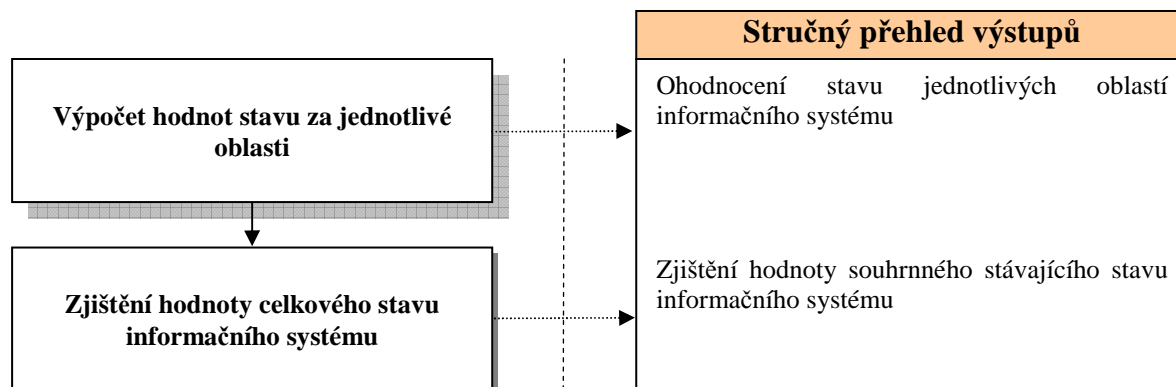 Stručný přehled výstupů
Výpočet hodnot stavu za jednotlivé
oblasti
Ohodnocení stavu jednotlivých oblastí
informačního systému
Zjištění hodnoty celkového stavu
informačního systému
Zjištění hodnoty souhrnného stávajícího stavu
informačního systému